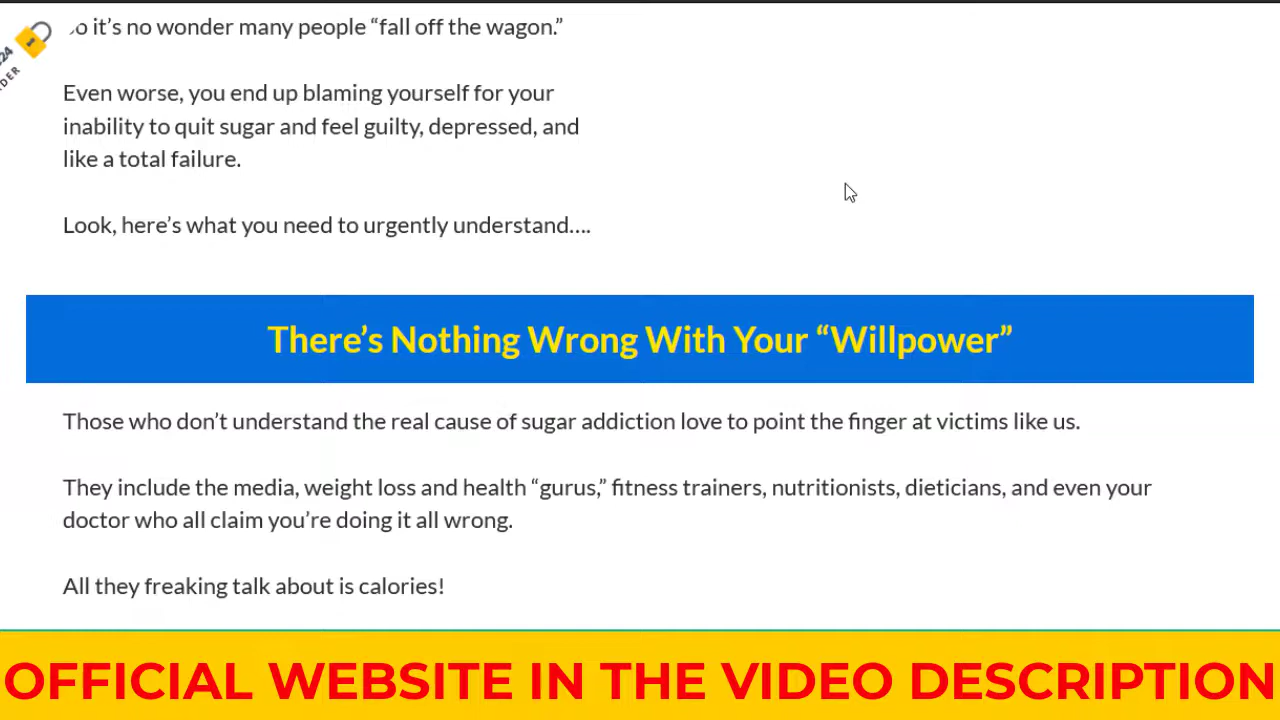 o it’s no wonder many people “fall off the wagon.”
Even worse, you end up blaming yourself for your
inability to quit sugar and feel guilty, depressed, and
like a total failure.
Look, here’s what you need to urgently understand....
There’s Nothing Wrong With Your “Willpower”
Those who don’t understand the real cause of sugar addiction love to point the finger at victims like us.
They include the media, weight loss and health “gurus,” fitness trainers, nutritionists, dieticians, and even your
doctor who all claim you’re doing it all wrong.
All they freaking talk about is calories!
OFFICIAL WEBSITE IN THE VIDEO DESCRIPTION